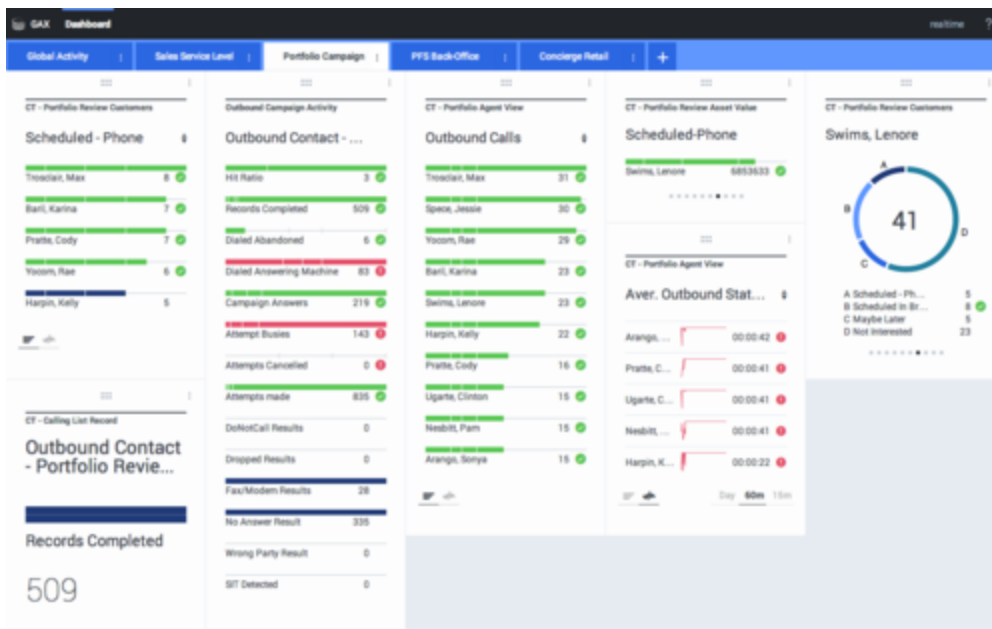 GAX Dashboard realtime ?
Global Activity
Sales Service Level
Portfolio Campaign
PFS Back-Office
Concierge Retail
+
CT - Portfolio Review Customers
Scheduled - Phone
Trosclair, Max 8
Baril, Karina 7
Pratte, Cody 7
Yocom, Rae 6
Harpin, Kelly 5
CT - Calling List Record
Outbound Contact
- Portfolio Revie...
Records Completed
509
Outbound Campaign Activity
Outbound Contact - ...
Hit Ratio 3
Records Completed 509
Dialed Abandoned 6
Dialed Answering Machine 83
Campaign Answers 219
Attempt Busies 143
Attempts Cancelled 0
Attempts made 835
DoNotCall Results 0
Dropped Results 0
Fax/Modem Results 28
No Answer Result 335
Wrong Party Result 0
SIT Detected 0
CT - Portfolio Agent View
Outbound Calls
Trosclair, Max 31
Spece, Jessie 30
Yocom, Rae 29
Baril, Karina 23
Swims, Lenore 23
Harpin, Kelly 22
Pratte, Cody 16
Ugarte, Clinton 15
Nesbitt, Pam 15
Arango, Sonya 15
CT - Portfolio Review Asset Value
Scheduled-Phone
Swims, Lenore 6853633
CT - Portfolio Agent View
Aver. Outbound Stat...
Arango, ... 00:00:42
Pratte, C... 00:00:41
Ugarte, C... 00:00:41
Nesbitt, ... 00:00:41
Harpin, K... 00:00:22
Day 60m 15m
CT - Portfolio Review Customers
Swims, Lenore
A
B
41
D
C
A Scheduled - Ph... 5
B Scheduled In Br... 8
C Maybe Later 5
D Not Interested 23